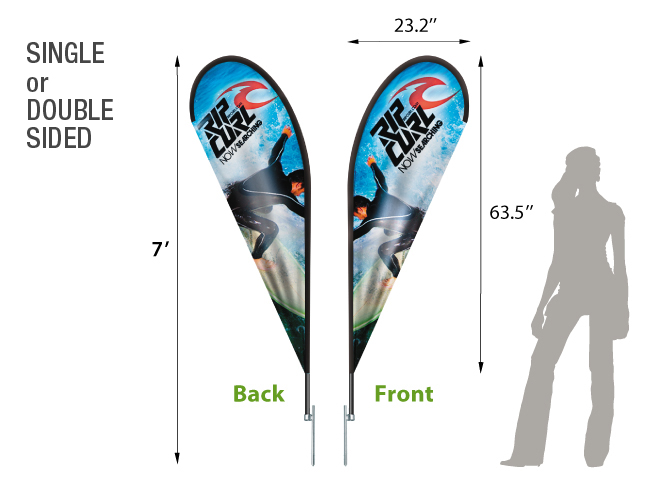 SINGLE
or
DOUBLE
SIDED
23.2’’
7’
63.5’’
RIP
CURL
NOW SEARCHING
RIP
CURL
NOW SEARCHING
Back
Front